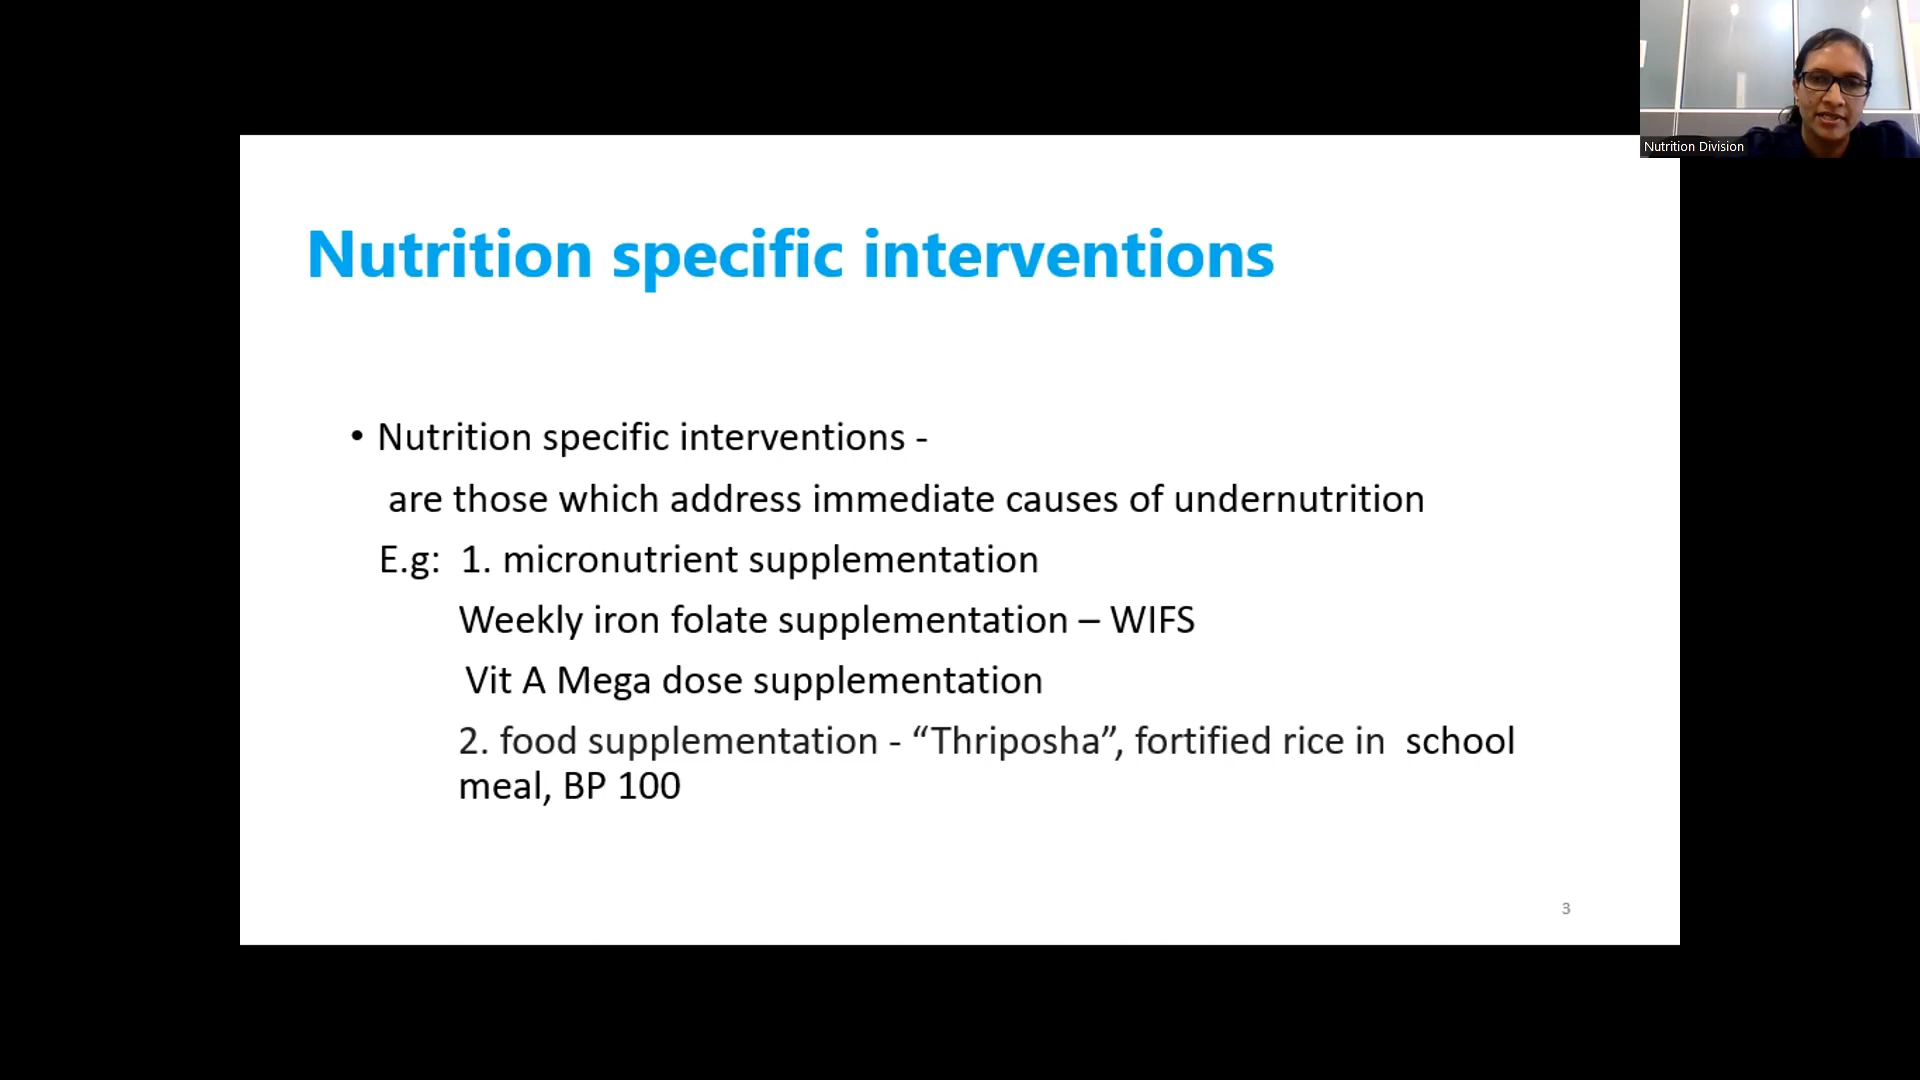 Nutrition Division
Nutrition specific interventions
• Nutrition specific interventions -
are those which address immediate causes of undernutrition
E.g: 1. micronutrient supplementation
Weekly iron folate supplementation – WIFS
Vit A Mega dose supplementation
2. food supplementation - “Thriposha”, fortified rice in school
meal, BP 100
3